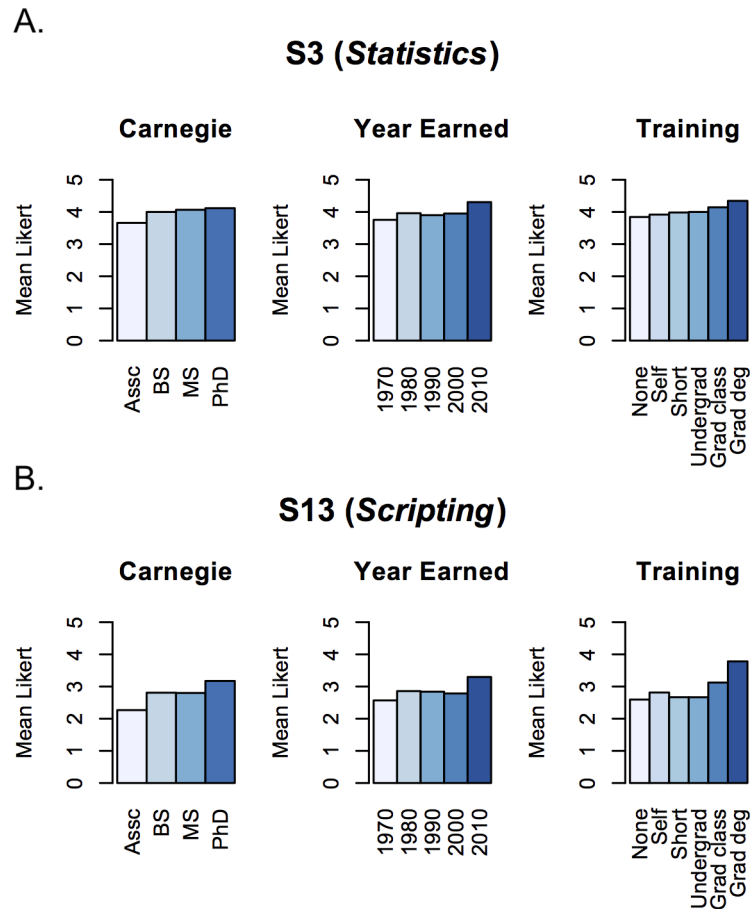 A.
S3 (Statistics)
Carnegie
Year Earned
Training
Mean Likert
0 1 2 3 4 5
Assc BS MS PhD
Mean Likert
0 1 2 3 4 5
1970 1980 1990 2000 2010
Mean Likert
0 1 2 3 4 5
None Self Short Undergrad Grad class Grad deg
B.
S13 (Scripting)
Carnegie
Year Earned
Training
Mean Likert
0 1 2 3 4 5
Assc BS MS PhD
Mean Likert
0 1 2 3 4 5
1970 1980 1990 2000 2010
Mean Likert
0 1 2 3 4 5
None Self Short Undergrad Grad class Grad deg